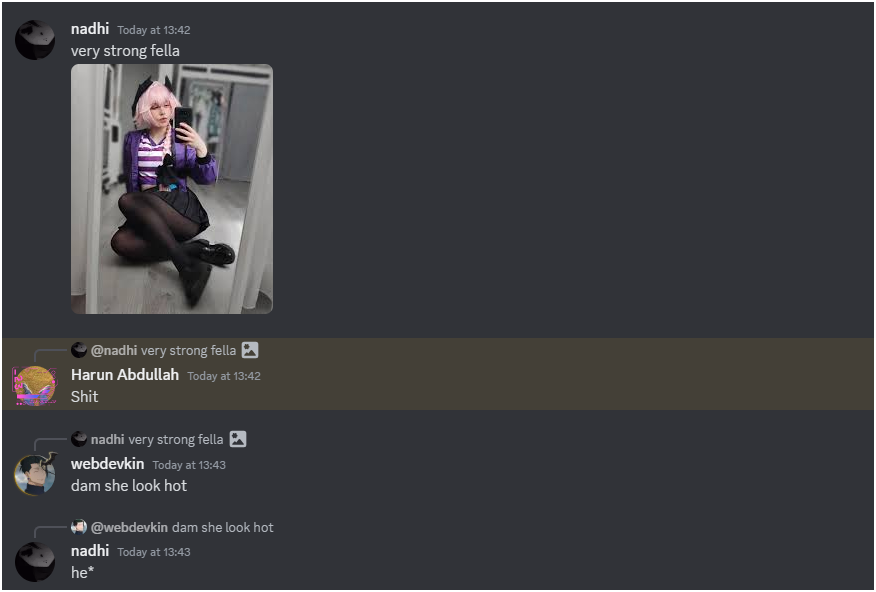 nadhi Today at 13:42
very strong fella
@nadhi very strong fella
Harun Abdullah Today at 13:42
Shit
nadhi very strong fella
webdevkin Today at 13:43
dam she look hot
@webdevkin dam she look hot
nadhi Today at 13:43
he*